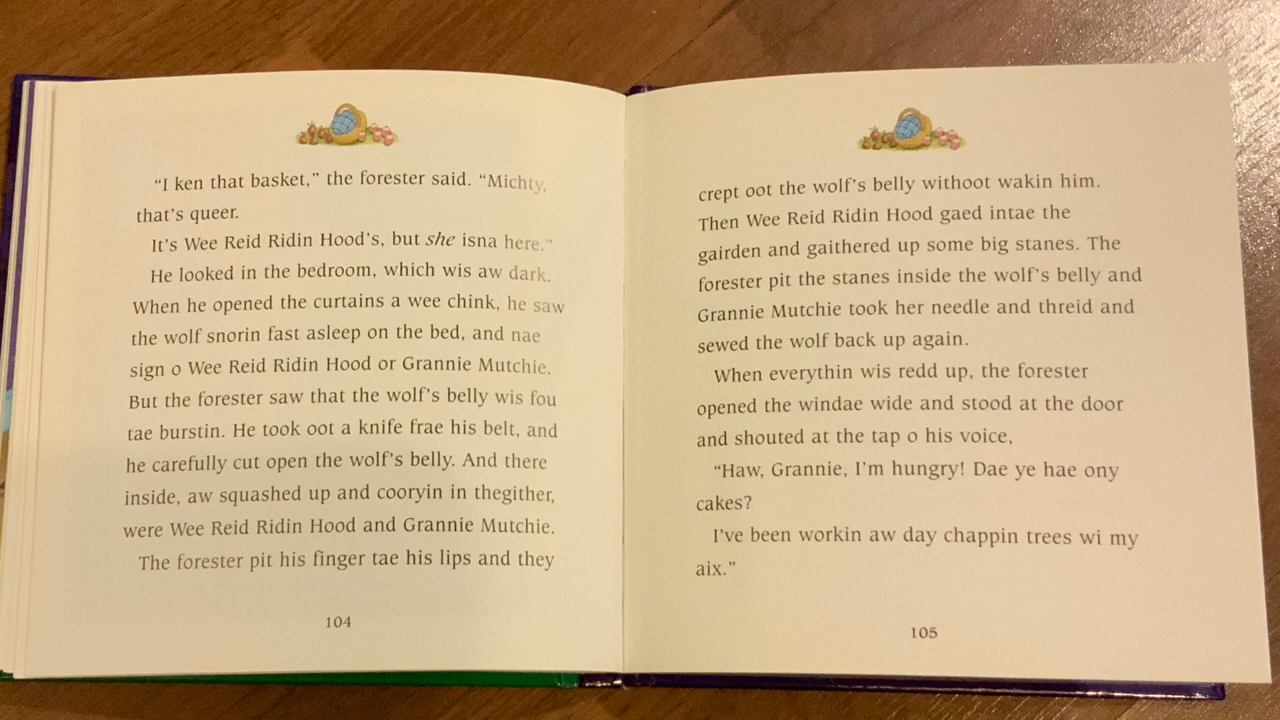 “I ken that basket,” the forester said. “Michty,
that’s queer.
It’s Wee Reid Ridin Hood’s, but she isna here.”
He looked in the bedroom, which wis aw dark.
When he opened the curtains a wee chink, he saw
the wolf snorin fast asleep on the bed, and nae
sign o Wee Reid Ridin Hood or Grannie Mutchie.
But the forester saw that the wolf’s belly wis fou
tae burstin. He took oot a knife frae his belt, and
he carefully cut open the wolf’s belly. And there
inside, aw squashed up and cooryin in thegither,
were Wee Reid Ridin Hood and Grannie Mutchie.
The forester pit his finger tae his lips and they
104
crept oot the wolf’s belly withoot wakin him.
Then Wee Reid Ridin Hood gaed intae the
gairden and gaithered up some big stanes. The
forester pit the stanes inside the wolf’s belly and
Grannie Mutchie took her needle and threid and
sewed the wolf back up again.
When everythin wis redd up, the forester
opened the windae wide and stood at the door
and shouted at the tap o his voice,
“Haw, Grannie, I’m hungry! Dae ye hae ony
cakes?
I’ve been workin aw day chappin trees wi my
aix.”
105